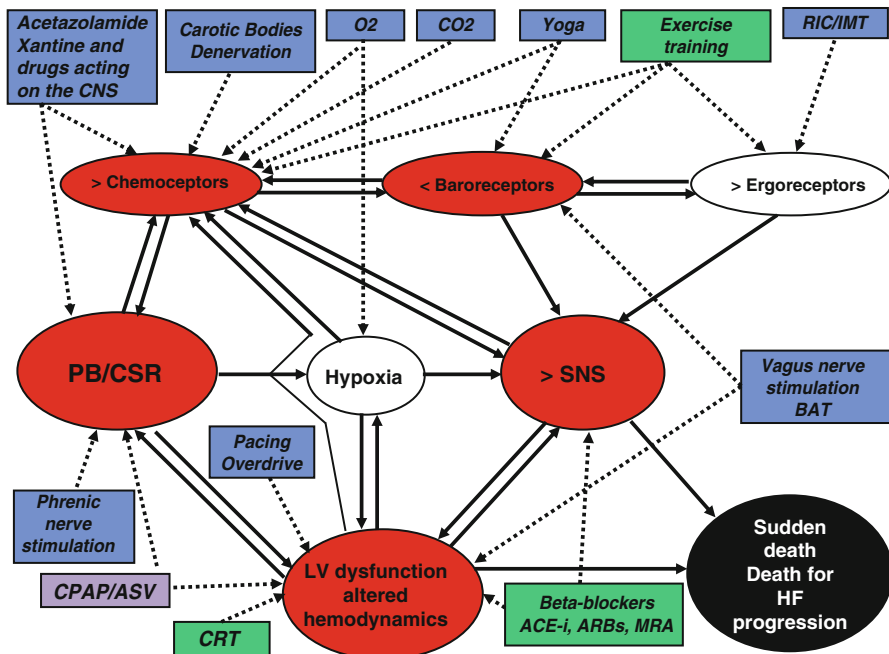 Acetazolamide
Xantine and
drugs acting
on the CNS
Carotic Bodies
Denervation
O2
CO2
Yoga
Exercise
training
RIC/IMT
> Chemoceptors
< Baroreceptors
> Ergoreceptors
PB/CSR
Hypoxia
> SNS
Vagus nerve
stimulation
BAT
Pacing
Overdrive
Phrenic
nerve
stimulation
CPAP/ASV
CRT
LV dysfunction
altered
hemodynamics
Beta-blockers
ACE-i, ARBs, MRA
Sudden
death
Death for
HF
progression